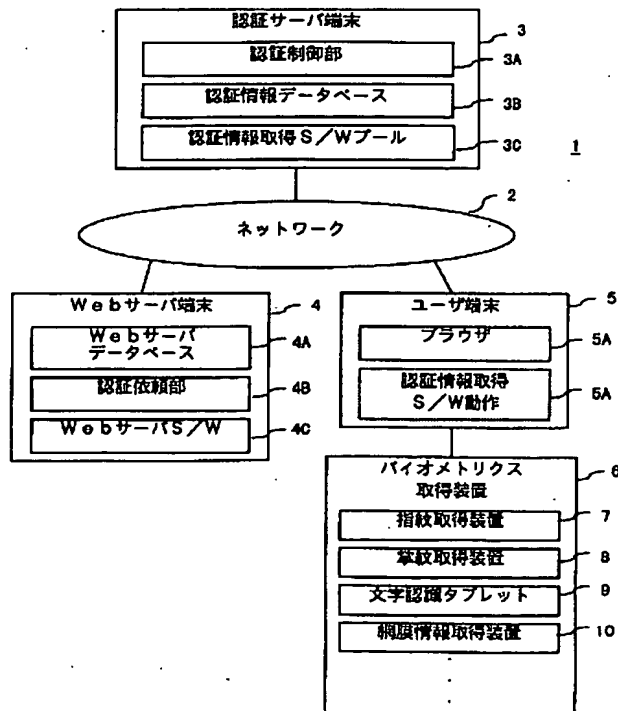 認証サーバ端末
3
認証制御部
3A
認証情報データベース
3B
認証情報取得S/Wプール
3C
1
2
ネットワーク
Webサーバ端末
4
Webサーバ
データベース
4A
認証依頼部
4B
WebサーバS/W
4C
ユーザ端末
5
ブラウザ
5A
認証情報取得
S/W動作
5A
バイオメトリクス
取得装置
6
指紋取得装置
7
掌紋取得装置
8
文字認識タブレット
9
網膜情報取得装置
10